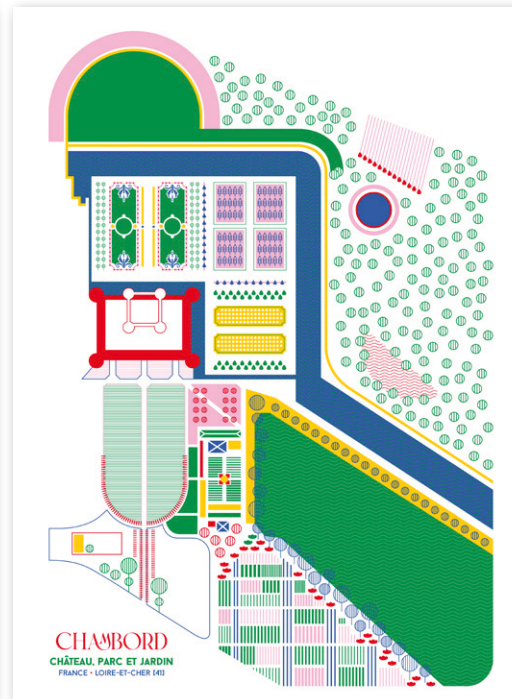 CHAMBORD
CHÂTEAU, PARC ET JARDIN
FRANCE • LOIRE-ET-CHER (41)